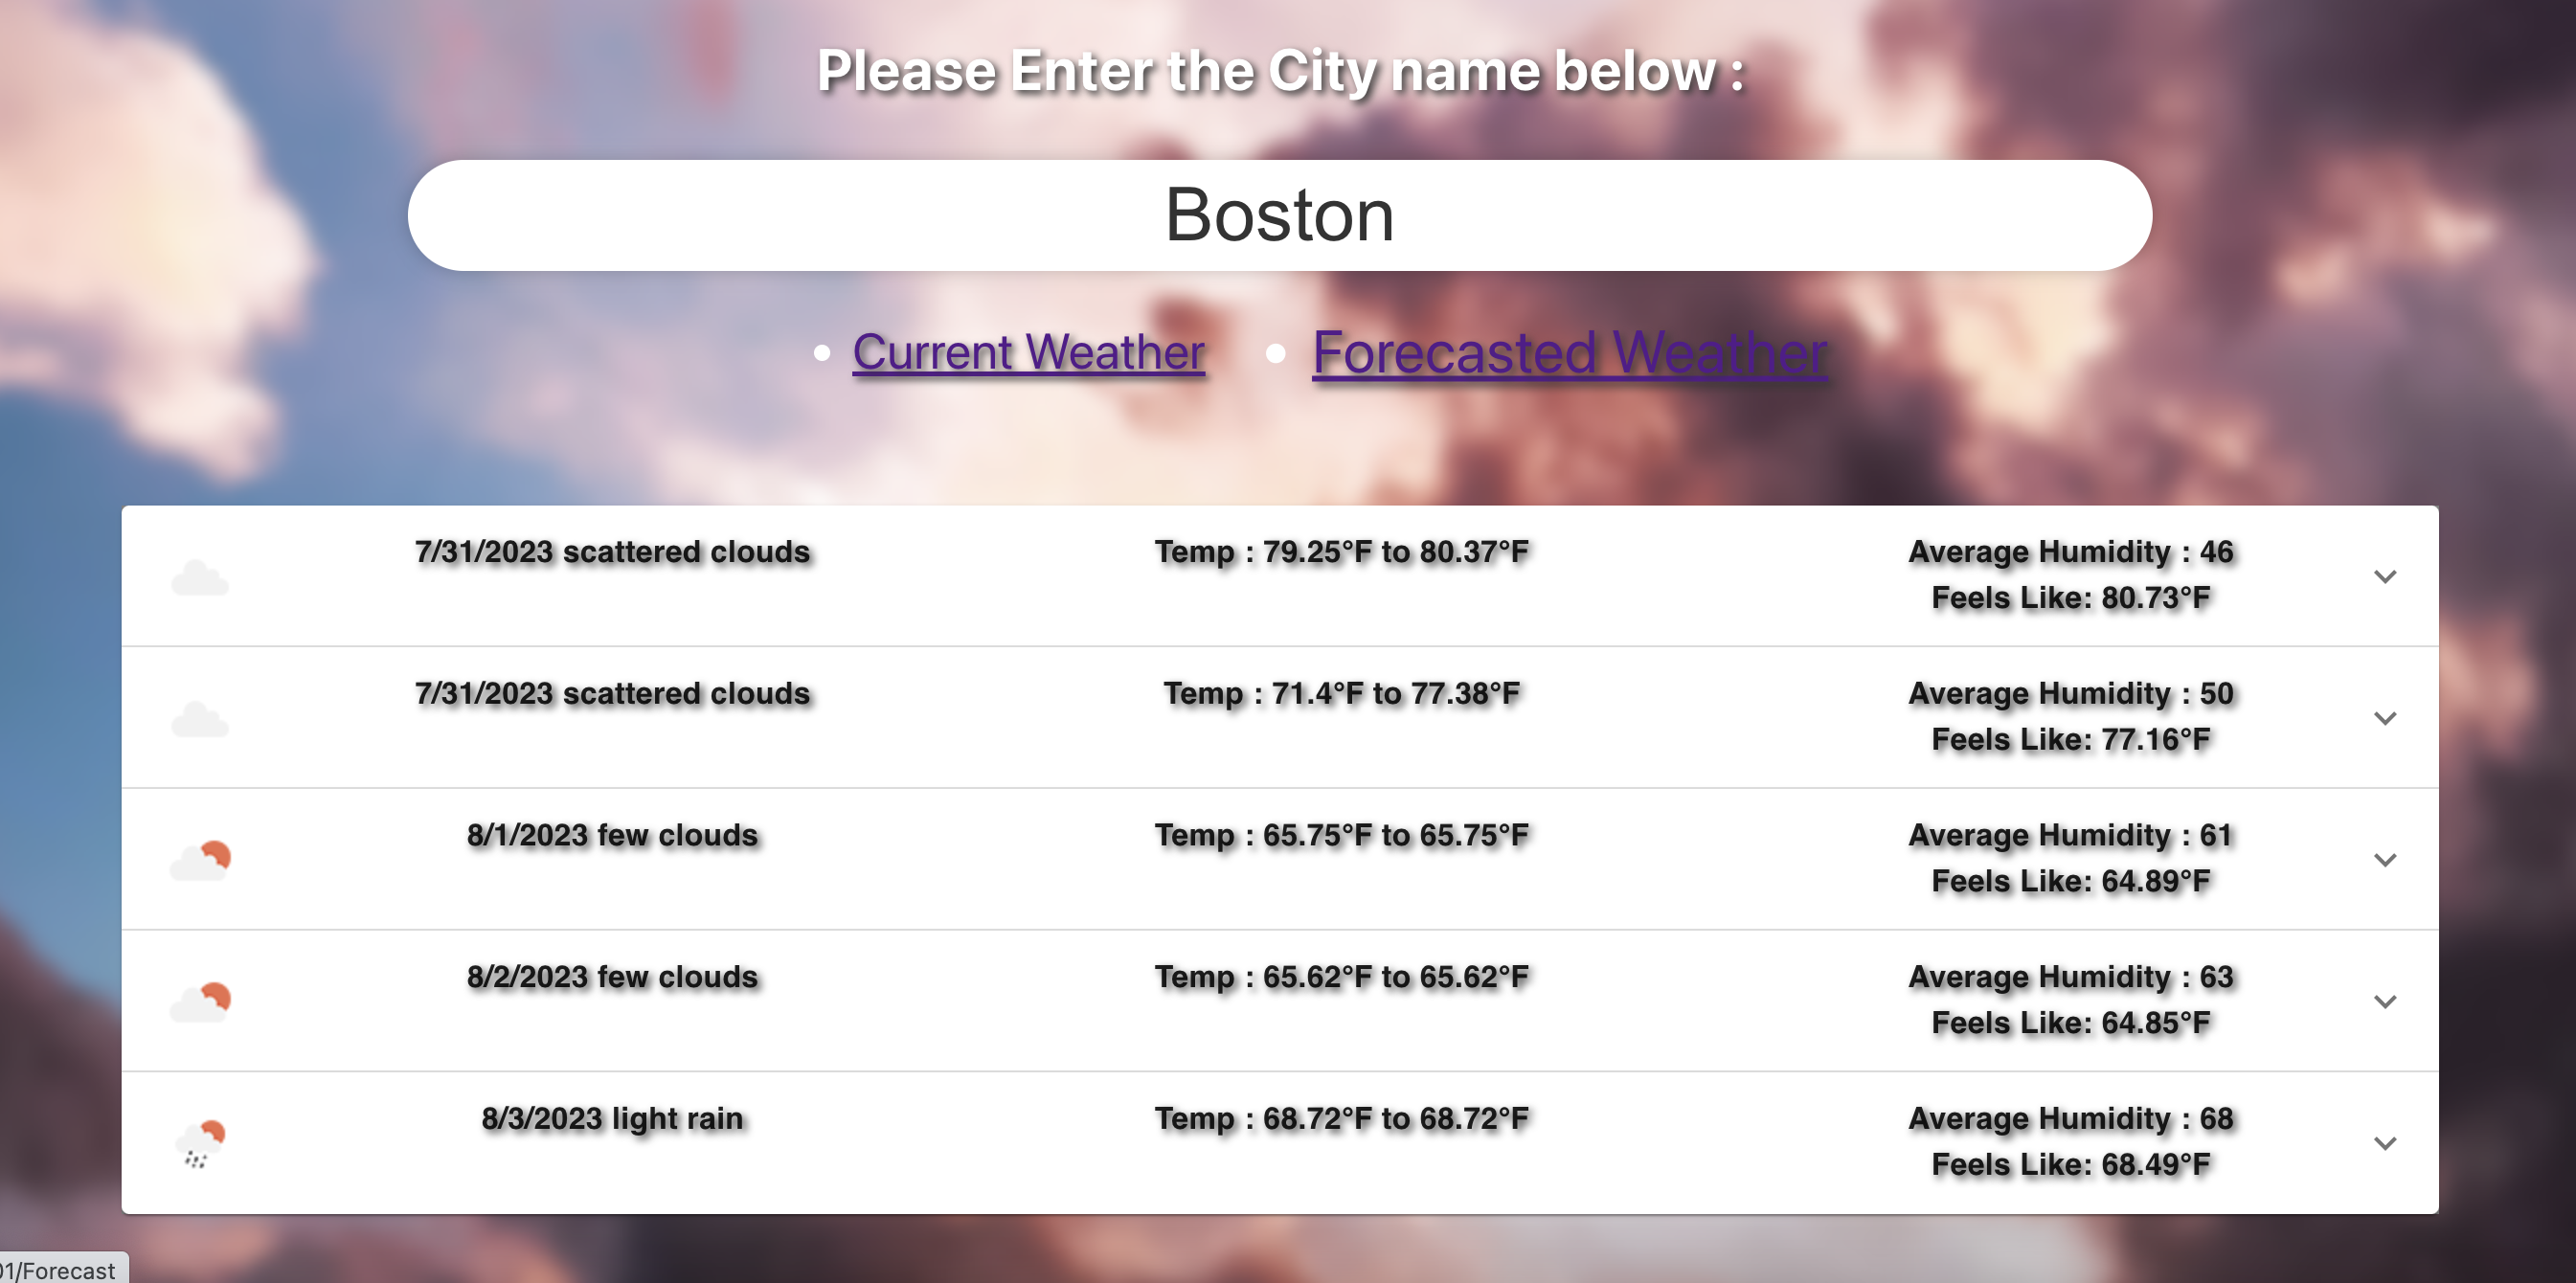 Please Enter the City name below :
Boston
• Current Weather • Forecasted Weather
7/31/2023 scattered clouds Temp : 79.25°F to 80.37°F Average Humidity : 46
Feels Like: 80.73°F
7/31/2023 scattered clouds Temp : 71.4°F to 77.38°F Average Humidity : 50
Feels Like: 77.16°F
8/1/2023 few clouds Temp : 65.75°F to 65.75°F Average Humidity : 61
Feels Like: 64.89°F
8/2/2023 few clouds Temp : 65.62°F to 65.62°F Average Humidity : 63
Feels Like: 64.85°F
8/3/2023 light rain Temp : 68.72°F to 68.72°F Average Humidity : 68
Feels Like: 68.49°F
01/Forecast